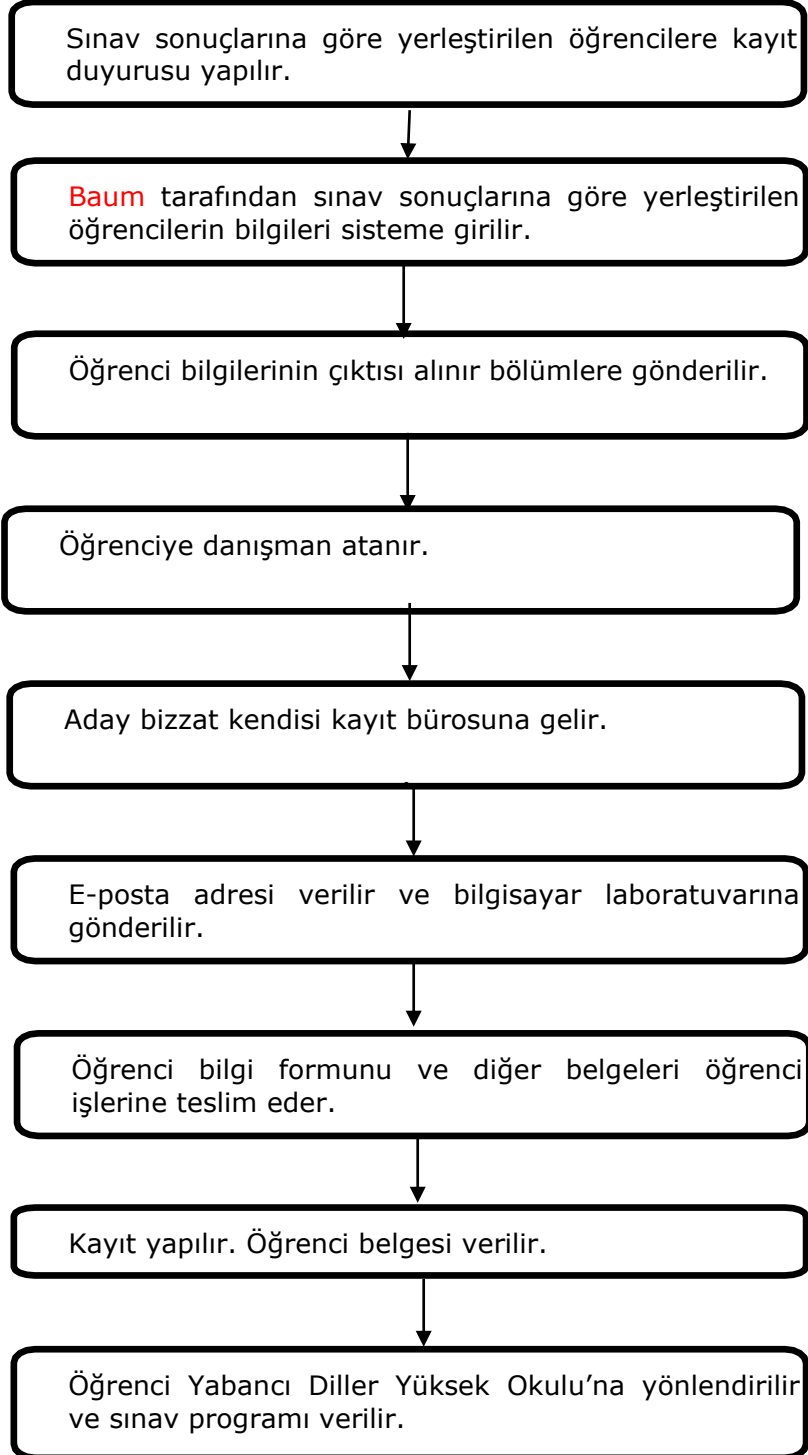 Sınav sonuçlarına göre yerleştirilen öğrencilere kayıt
duyurusu yapılır.
Baum tarafından sınav sonuçlarına göre yerleştirilen
öğrencilerin bilgileri sisteme girilir.
Öğrenci bilgilerinin çıktısı alınır bölümlere gönderilir.
Öğrenciye danışman atanır.
Aday bizzat kendisi kayıt bürosuna gelir.
E-posta adresi verilir ve bilgisayar laboratuvarına
gönderilir.
Öğrenci bilgi formunu ve diğer belgeleri öğrenci
işlerine teslim eder.
Kayıt yapılır. Öğrenci belgesi verilir.
Öğrenci Yabancı Diller Yüksek Okulu’na yönlendirilir
ve sınav programı verilir.